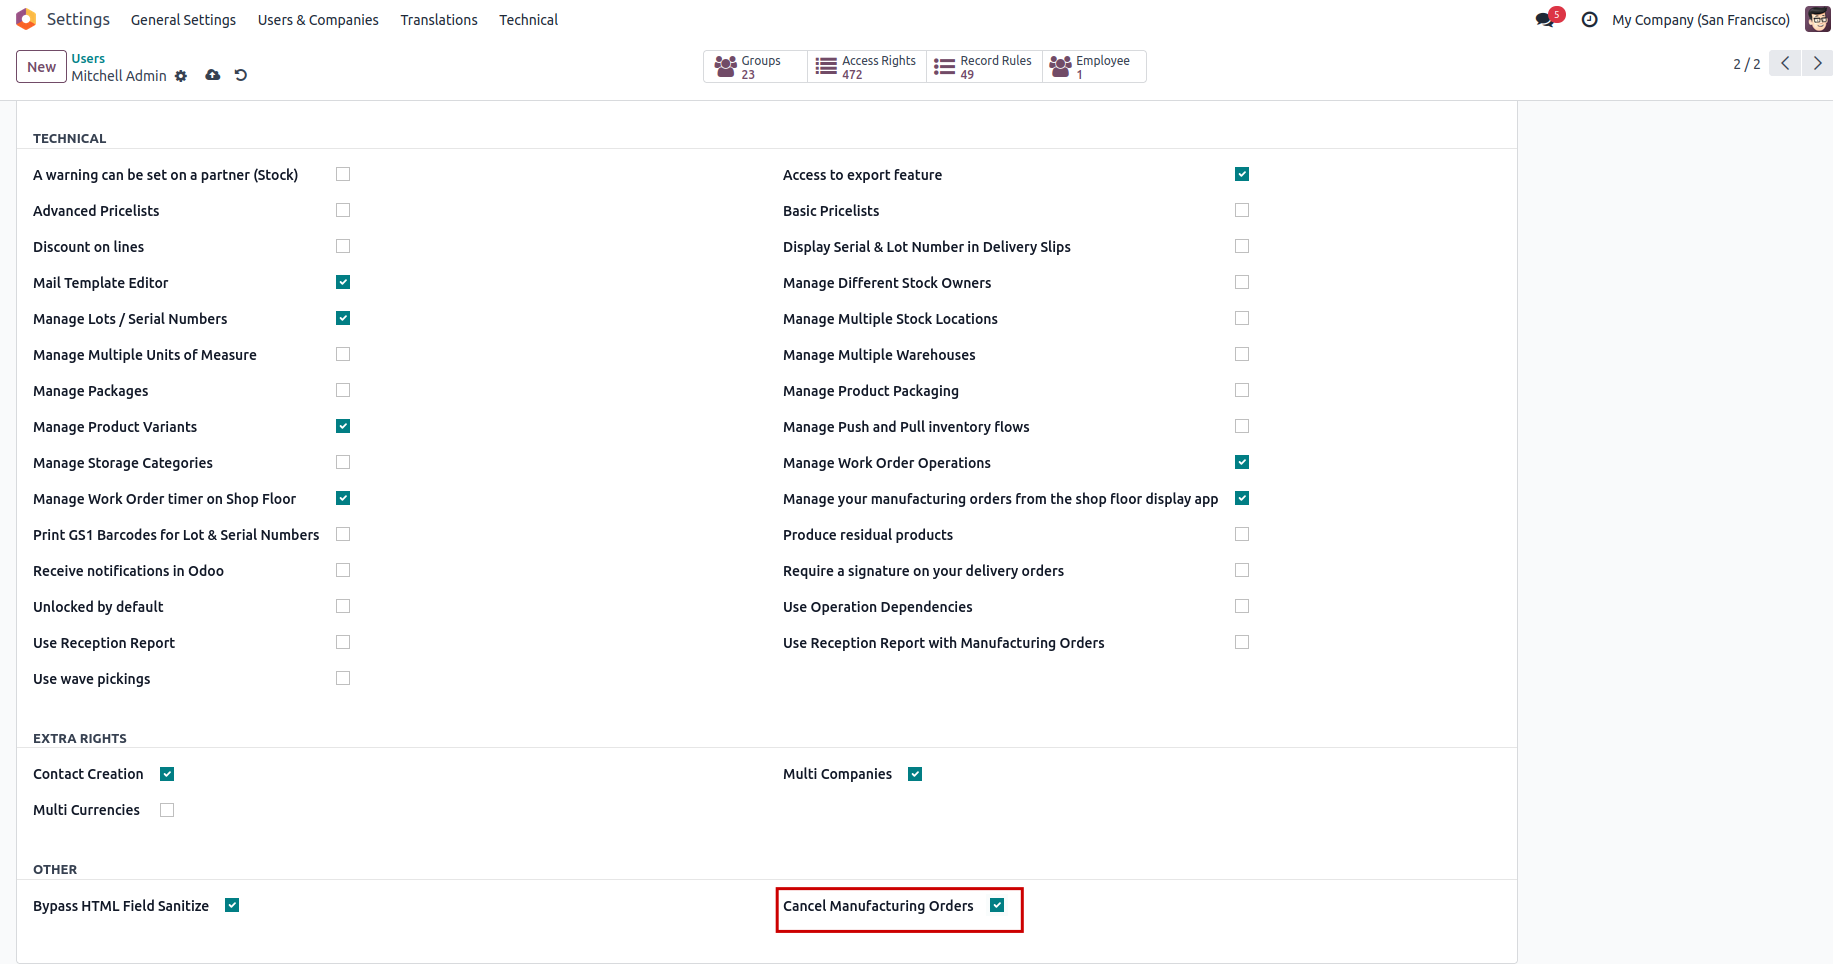 Settings General Settings Users & Companies Translations Technical 5 My Company (San Francisco)
New Users Groups 23 Access Rights 472 Record Rules 49 Employee 1
Mitchell Admin 2 / 2
TECHNICAL
A warning can be set on a partner (Stock) Access to export feature
Advanced Pricelists Basic Pricelists
Discount on lines Display Serial & Lot Number in Delivery Slips
Mail Template Editor Manage Different Stock Owners
Manage Lots / Serial Numbers Manage Multiple Stock Locations
Manage Multiple Units of Measure Manage Multiple Warehouses
Manage Packages Manage Product Packaging
Manage Product Variants Manage Push and Pull inventory flows
Manage Storage Categories Manage Work Order Operations
Manage Work Order timer on Shop Floor Manage your manufacturing orders from the shop floor display app
Print GS1 Barcodes for Lot & Serial Numbers Produce residual products
Receive notifications in Odoo Require a signature on your delivery orders
Unlocked by default Use Operation Dependencies
Use Reception Report Use Reception Report with Manufacturing Orders
Use wave pickings
EXTRA RIGHTS
Contact Creation Multi Companies
Multi Currencies
OTHER
Bypass HTML Field Sanitize Cancel Manufacturing Orders